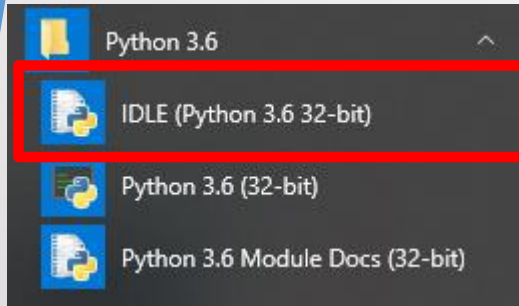 Python 3.6
IDLE (Python 3.6 32-bit)
Python 3.6 (32-bit)
Python 3.6 Module Docs (32-bit)